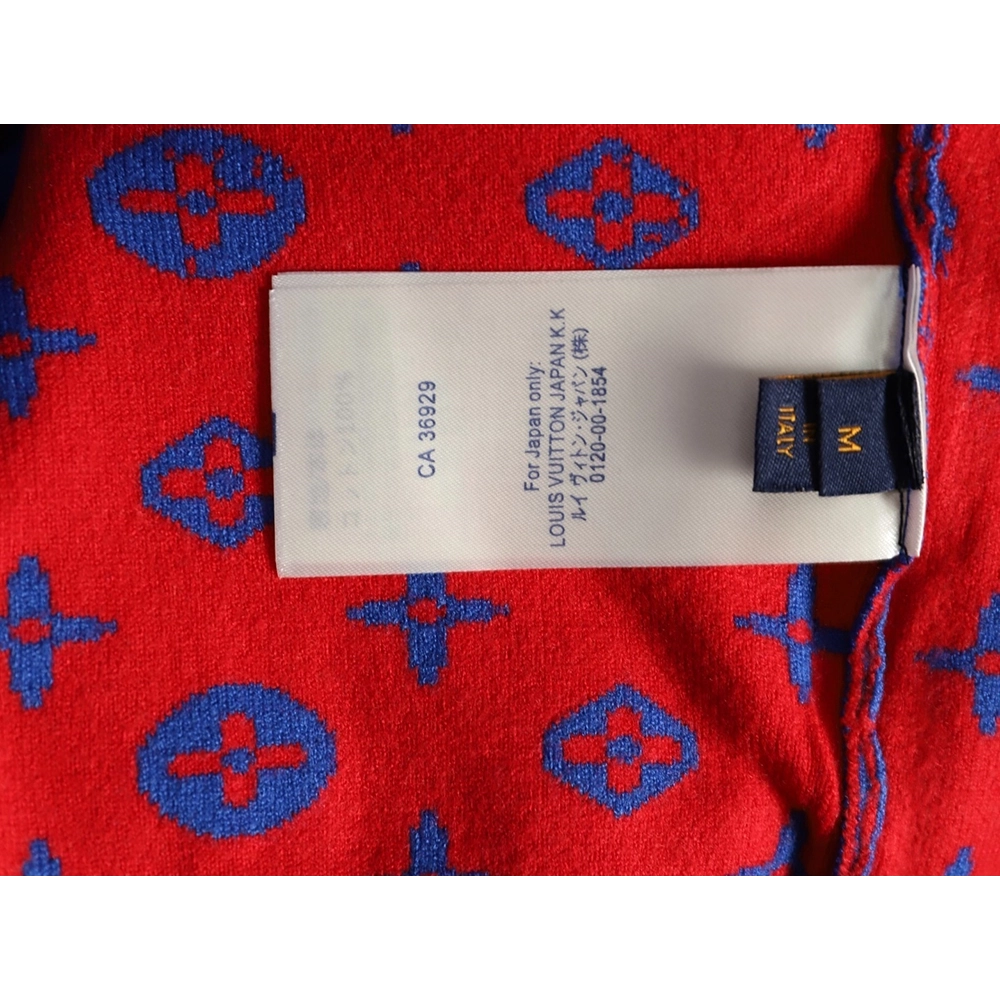 CA 36929
For Japan only:
LOUIS VUITTON JAPAN K.K
ルイ ヴィトン・ジャパン (株)
0120-00-1854
M
ITALY